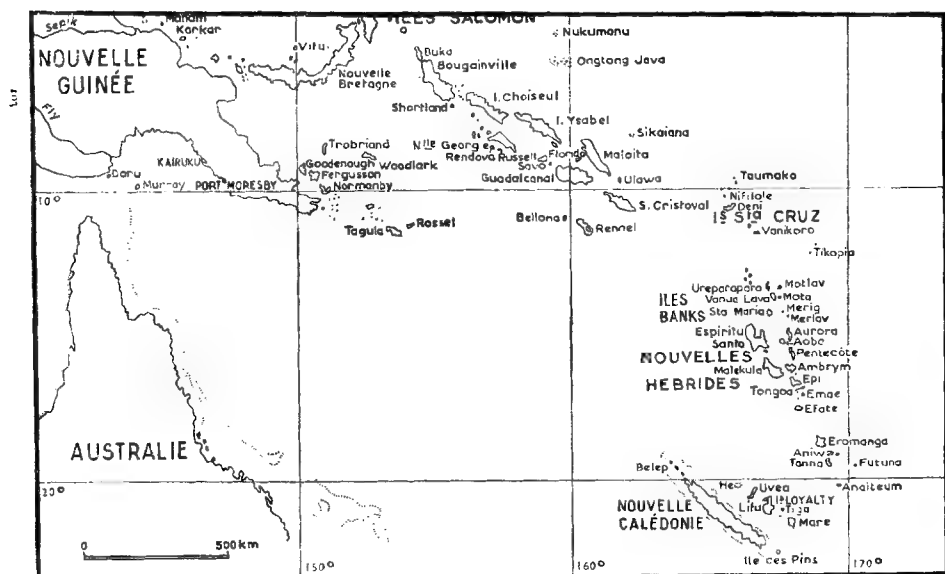 ILES SALOMON
Sepik
Manam
Karkar
NOUVELLE
GUINÉE
Fly
Vitu
Nouvelle
Bretagne
Buka
Bougainville
Shortland
I. Choiseul
I. Ysabel
Nukumanu
Ongtong Java
Sikaiana
Nlle Georgie
Rendova
Russell
Savo
Florida
Malaita
Guadalcanal
Ulawa
S. Cristoval
Bellona
Rennel
Trobriand
Woodlark
Goodenough
Fergusson
Normanby
KAIRUKU
Daru
Murray
PORT MORESBY
10°
Tagula
Rossel
Taumako
Nifilole
Deni
Is Sta CRUZ
Vanikoro
Tikopia
Ureparapara
Motlav
Vanua Lava
Mota
ILES
BANKS
Sta Maria
Merig
Merlav
Espiritu
Santo
Aurora
Aoba
Pentecôte
NOUVELLES
HEBRIDES
Malekula
Ambrym
Epi
Tongoa
Emae
Efate
Eromanga
Aniwa
Tanna
Futuna
Anaiteum
AUSTRALIE
20°
Belep
Heo
Uvea
Is LOYALTY
Lifu
Tiga
Mare
NOUVELLE
CALÉDONIE
Ile des Pins
0
500 km
150°
160°
170°